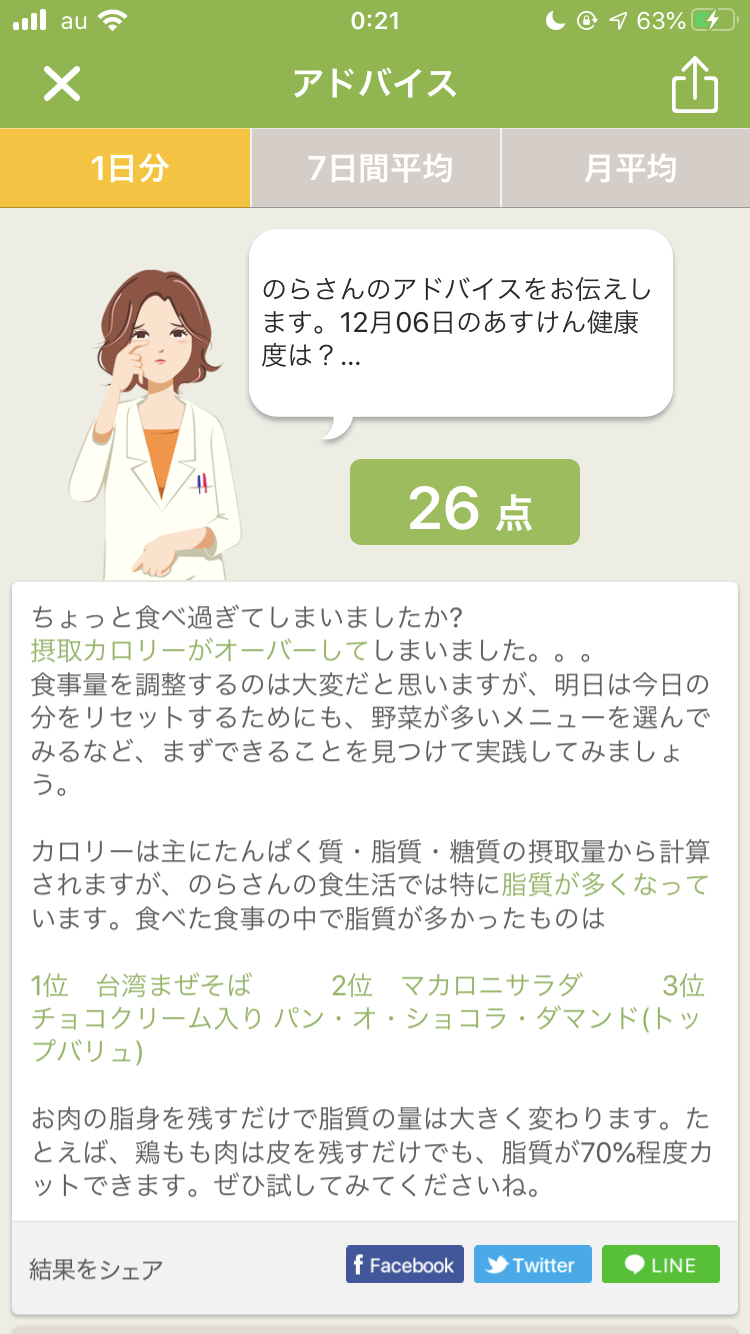 au 0:21 63%
アドバイス
1日分 7日間平均 月平均
のらさんのアドバイスをお伝えし
ます。12月06日のあすけん健康
度は？...
26 点
ちょっと食べ過ぎてしまいましたか?
摂取カロリーがオーバーしてしまいました。。。
食事量を調整するのは大変だと思いますが、明日は今日の
分をリセットするためにも、野菜が多いメニューを選んで
みるなど、まずできることを見つけて実践してみましょ
う。
カロリーは主にたんぱく質・脂質・糖質の摂取量から計算
されますが、のらさんの食生活では特に脂質が多くなって
います。食べた食事の中で脂質が多かったものは
1位　台湾まぜそば　　　2位　マカロニサラダ　　　3位
チョコクリーム入り パン・オ・ショコラ・ダマンド(トッ
プバリュ)
お肉の脂身を残すだけで脂質の量は大きく変わります。た
とえば、鶏もも肉は皮を残すだけでも、脂質が70%程度カ
ットできます。ぜひ試してみてくださいね。
結果をシェア Facebook Twitter LINE